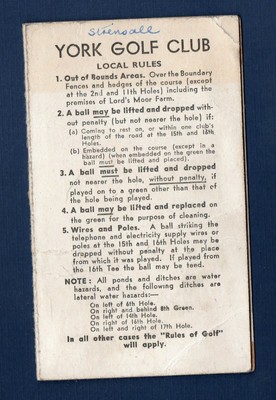 Strensall
YORK GOLF CLUB
LOCAL RULES
1. Out of Bounds Areas. Over the Boundary
Fences and hedges of the course (except
at the 2nd and 11th Holes) including the
premises of Lord's Moor Farm.
2. A ball may be lifted and dropped with-
out penalty (but not nearer the hole) if:
(a) Coming to rest on, or within one club's
length of the road at the 15th and 16th
Holes.
(b) Embedded on the course (except in a
hazard) (when embedded on the green the
ball must be lifted and placed).
3. A ball must be lifted and dropped
not nearer the hole, without penalty, if
played on to a green other than that of
the hole being played.
4. A ball may be lifted and replaced on
the green for the purpose of cleaning.
5. Wires and Poles. A ball striking the
telephone and electricity supply wires or
poles at the 15th and 16th Holes may be
dropped without penalty at the place
from which it was played. If played from
the 16th Tee the ball may be teed.
NOTE: All ponds and ditches are water
hazards, and the following ditches are
lateral water hazards:—
On left of 6th Hole.
On right and behind 8th Green.
On left of 14th Hole.
On right of 16th Hole.
On left and right of 17th Hole.
In all other cases the "Rules of Golf"
will apply.